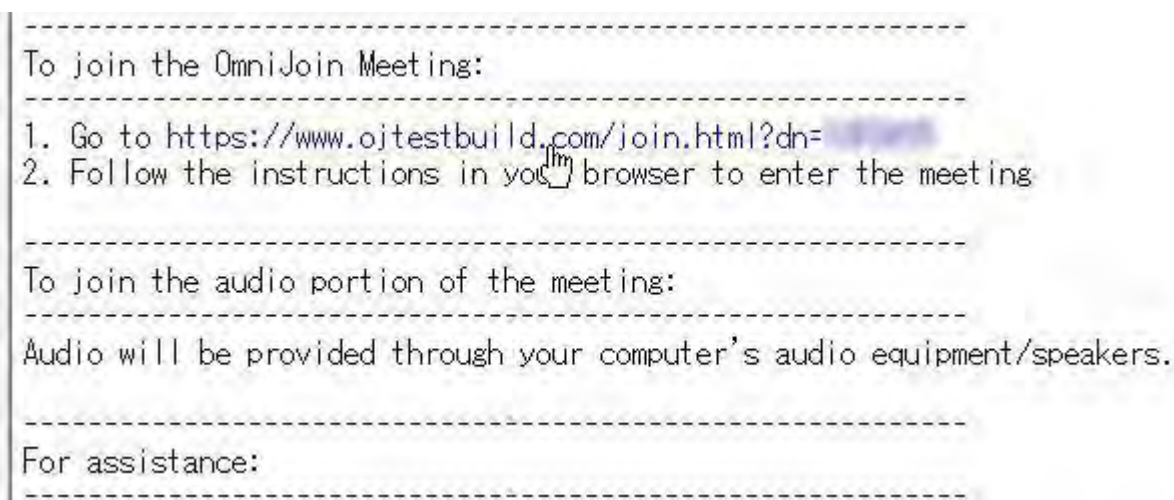 --------------------------------------------------------------
To join the OmniJoin Meeting:
--------------------------------------------------------------
1. Go to https://www.ojtestbuild.com/join.html?dn=
2. Follow the instructions in browser to enter the meeting
--------------------------------------------------------------
To join the audio portion of the meeting:
--------------------------------------------------------------
Audio will be provided through your computer's audio equipment/speakers.
--------------------------------------------------------------
For assistance:
--------------------------------------------------------------